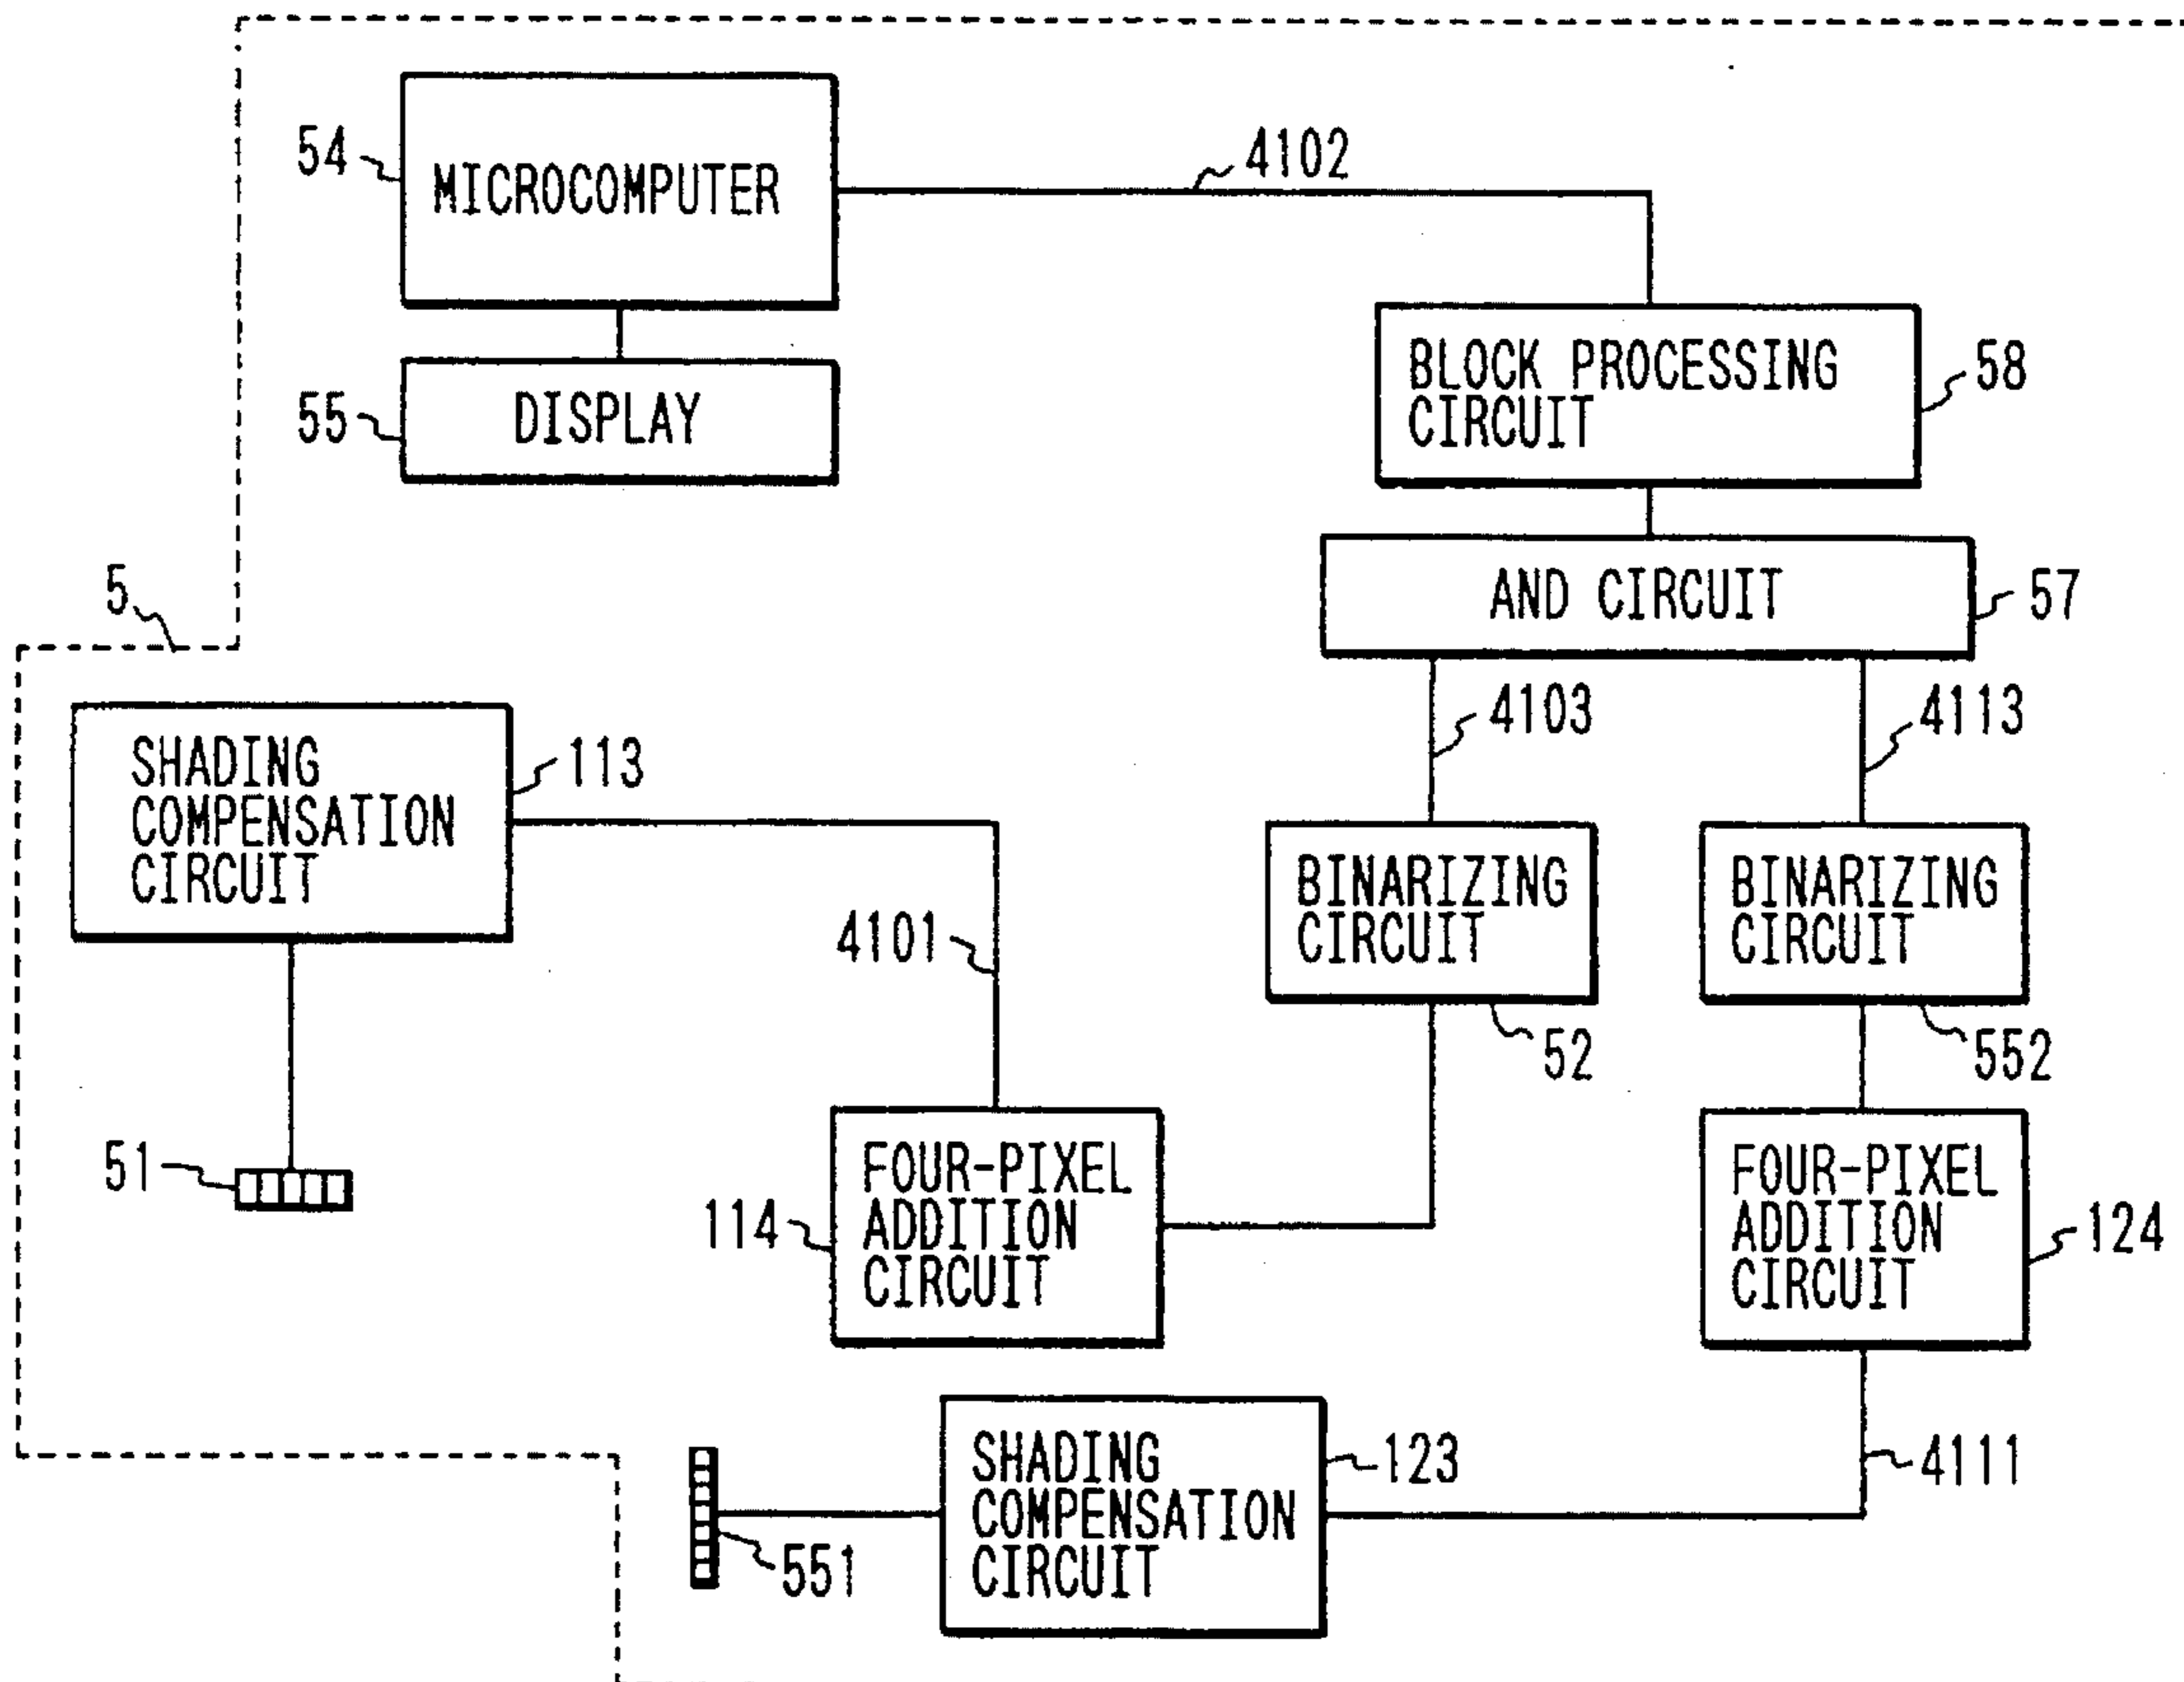 54
MICROCOMPUTER
4102
55
DISPLAY
BLOCK PROCESSING
CIRCUIT
58
AND CIRCUIT
57
5
4103
4113
SHADING
COMPENSATION
CIRCUIT
113
4101
BINARIZING
CIRCUIT
52
BINARIZING
CIRCUIT
552
51
114
FOUR-PIXEL
ADDITION
CIRCUIT
FOUR-PIXEL
ADDITION
CIRCUIT
124
551
SHADING
COMPENSATION
CIRCUIT
123
4111